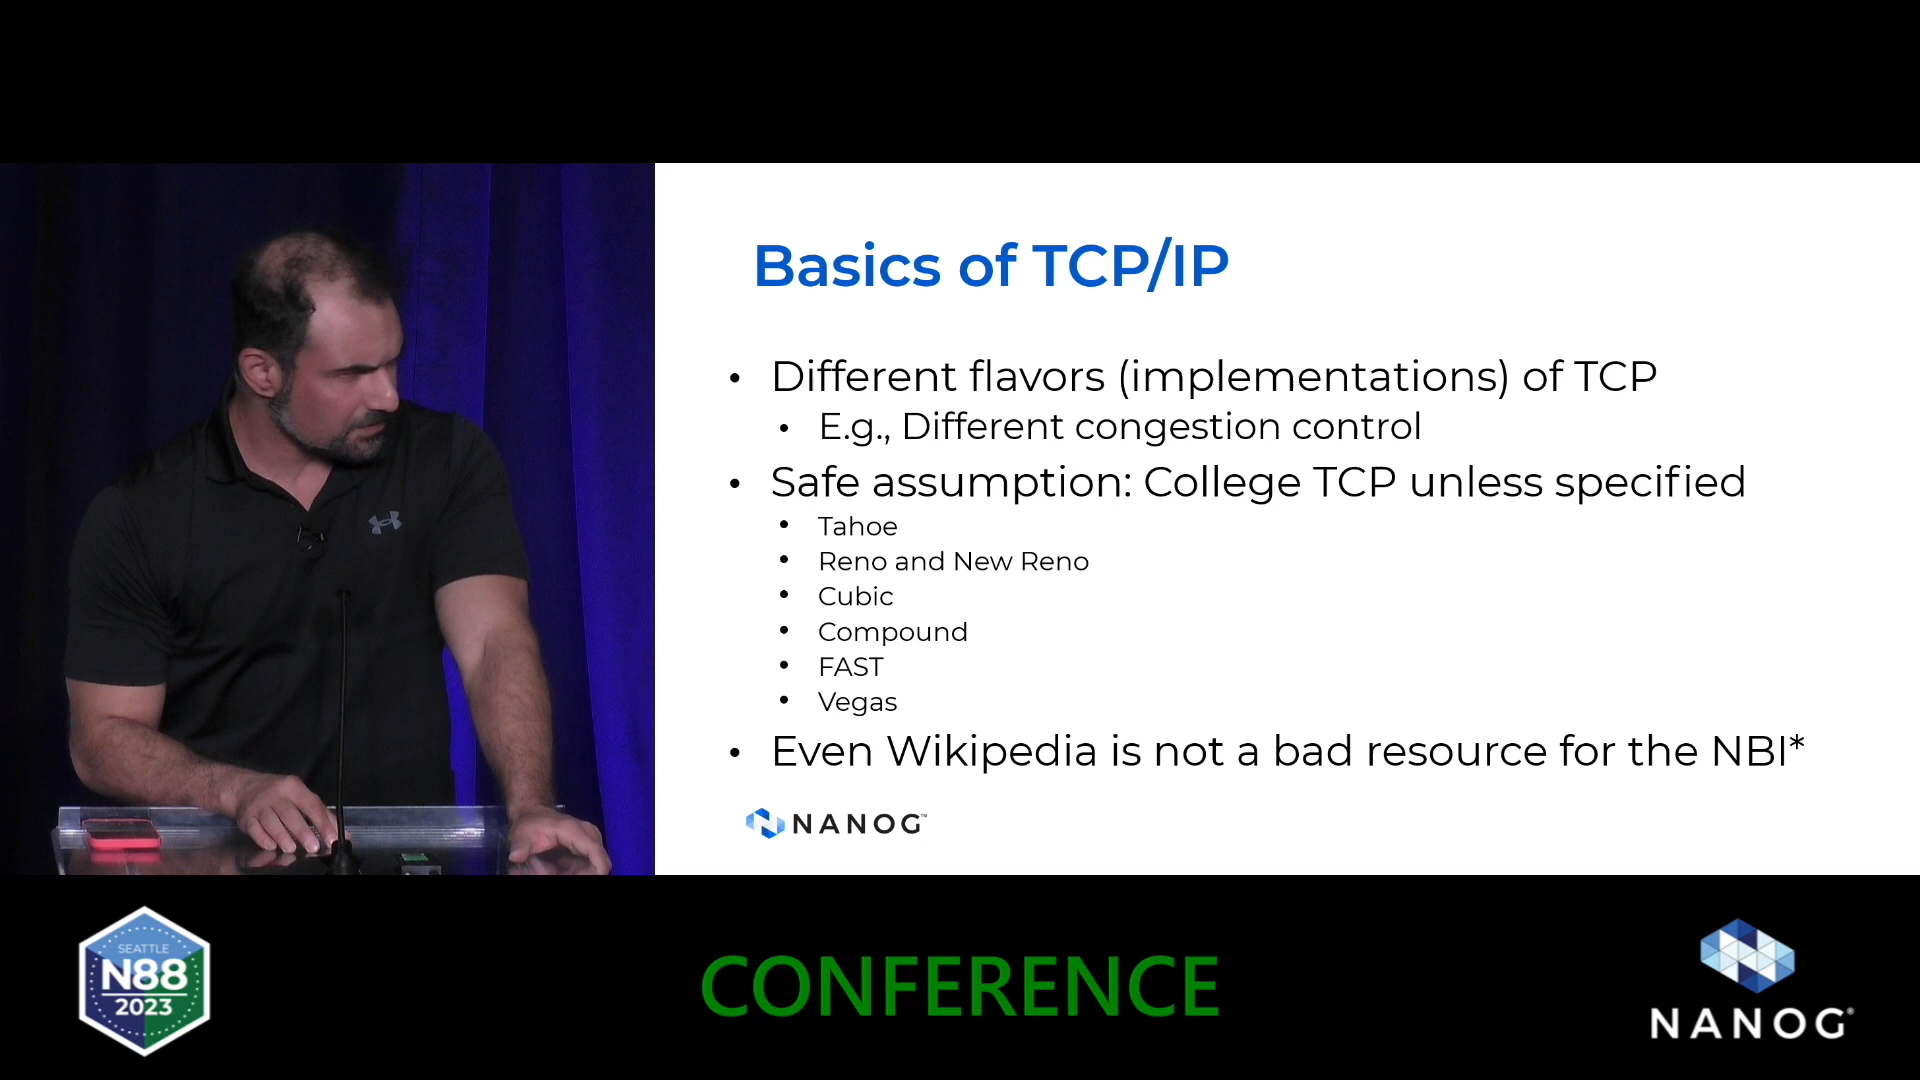 Basics of TCP/IP
• Different flavors (implementations) of TCP
• E.g., Different congestion control
• Safe assumption: College TCP unless specified
• Tahoe
• Reno and New Reno
• Cubic
• Compound
• FAST
• Vegas
• Even Wikipedia is not a bad resource for the NBI*
NANOG™
SEATTLE
N88
2023
CONFERENCE
NANOG®